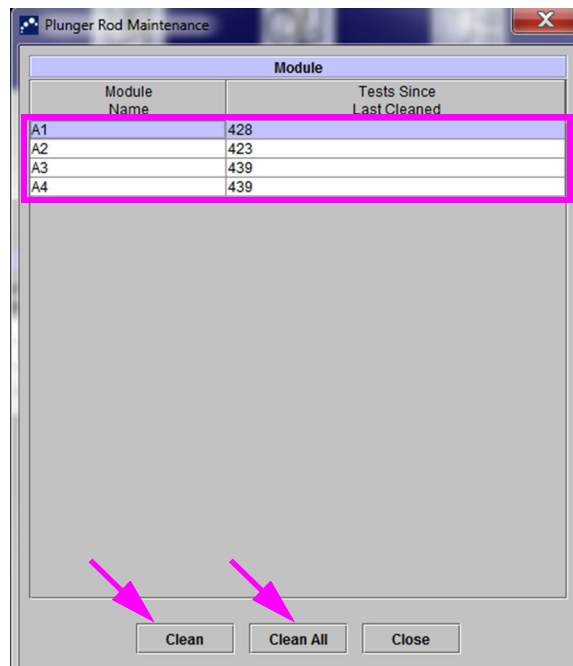 Plunger Rod Maintenance
X
Module
Module Name
Tests Since Last Cleaned
A1 428
A2 423
A3 439
A4 439
Clean Clean All Close